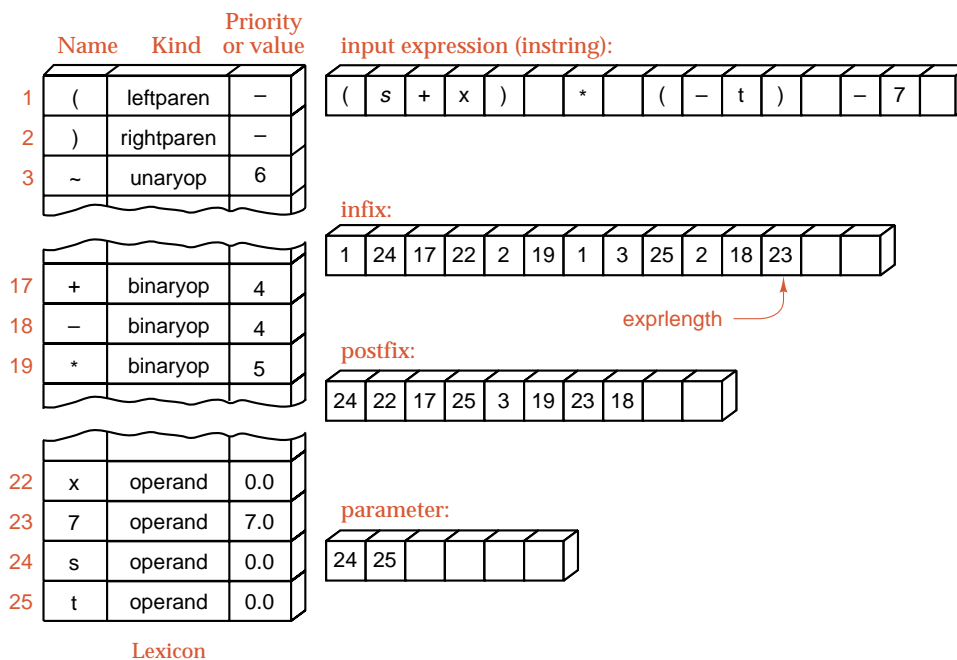 Name Kind Priority or value
1 ( leftparen –
2 ) rightparen –
3 ~ unaryop 6
17 + binaryop 4
18 – binaryop 4
19 * binaryop 5
22 x operand 0.0
23 7 operand 7.0
24 s operand 0.0
25 t operand 0.0
Lexicon
input expression (instring):
( s + x ) * ( – t ) – 7
infix:
1 24 17 22 2 19 1 3 25 2 18 23
exprlength
postfix:
24 22 17 25 3 19 23 18
parameter:
24 25